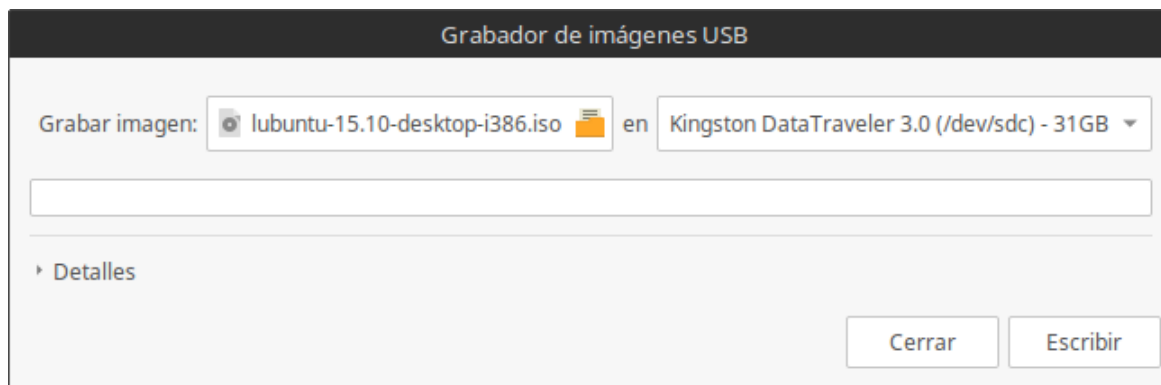 Grabador de imágenes USB
Grabar imagen: lubuntu-15.10-desktop-i386.iso en Kingston DataTraveler 3.0 (/dev/sdc) - 31GB
Detalles
Cerrar Escribir